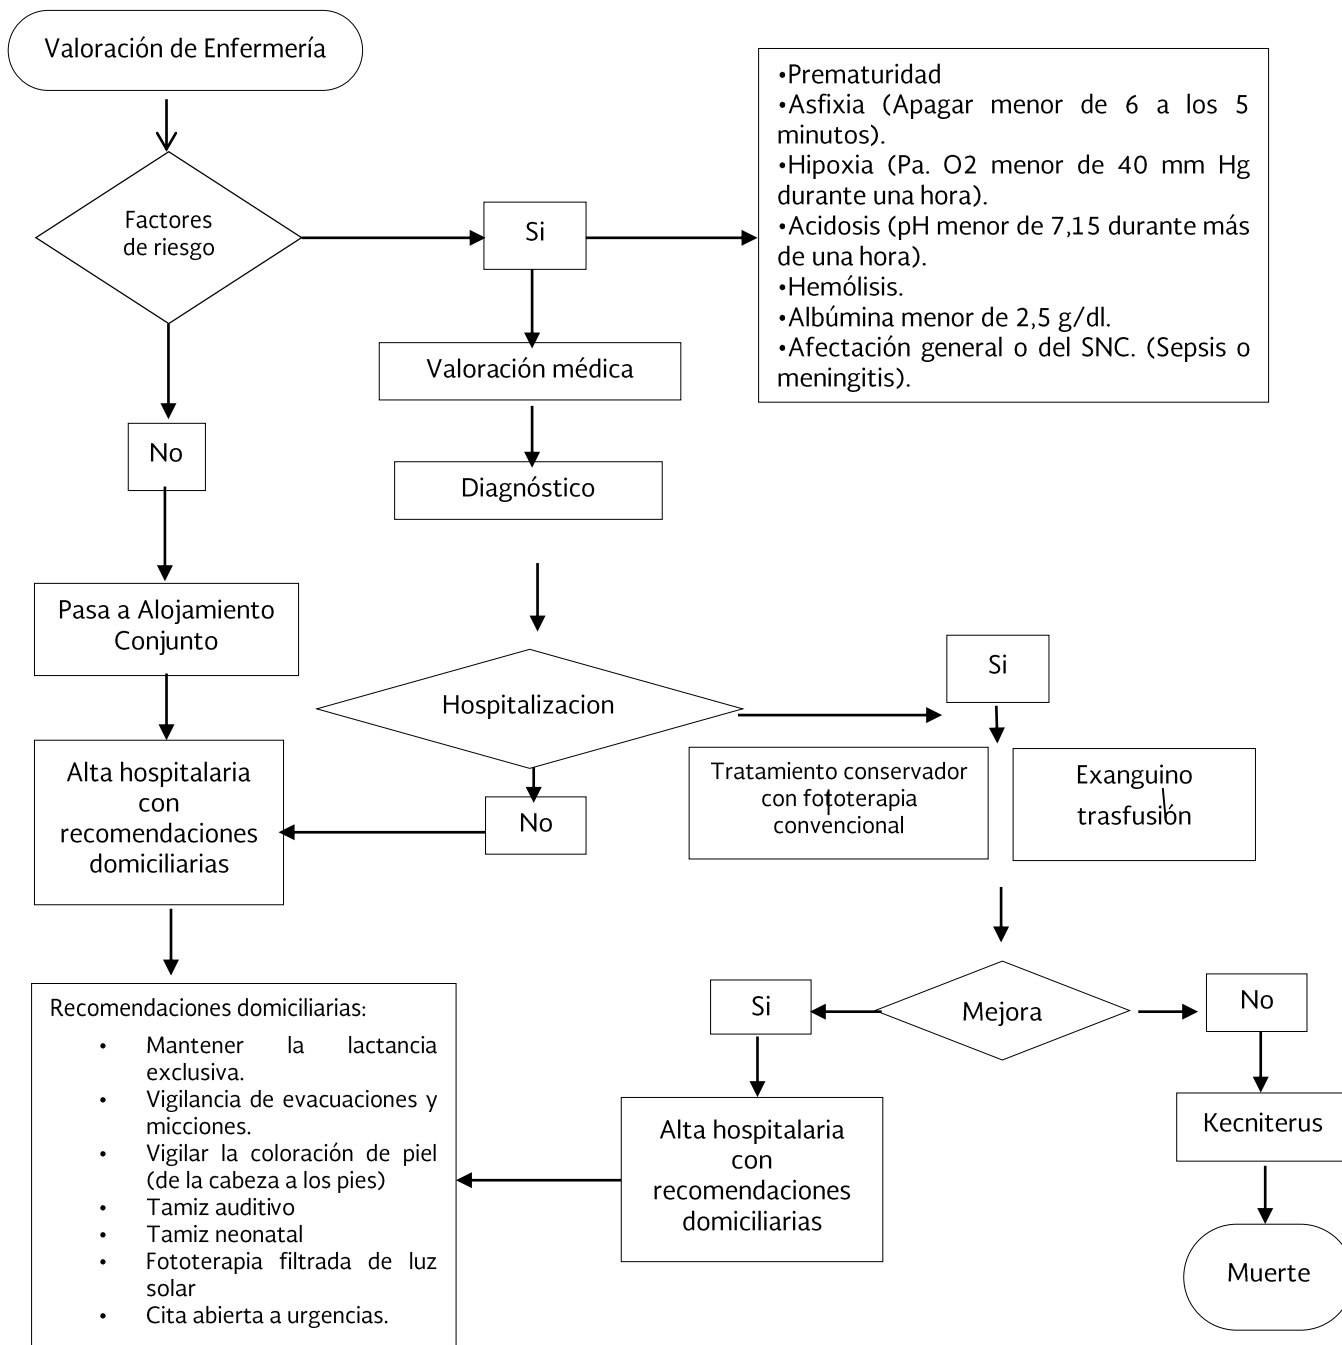 Valoración de Enfermería
•Prematuridad
•Asfixia (Apagar menor de 6 a los 5
minutos).
•Hipoxia (Pa. O2 menor de 40 mm Hg
durante una hora).
•Acidosis (pH menor de 7,15 durante más
de una hora).
•Hemólisis.
•Albúmina menor de 2,5 g/dl.
•Afectación general o del SNC. (Sepsis o
meningitis).
Factores
de riesgo
Si
Valoración médica
No
Diagnóstico
Pasa a Alojamiento
Conjunto
Hospitalizacion
Si
Alta hospitalaria
con
recomendaciones
domiciliarias
No
Tratamiento conservador
con fototerapia
convencional
Exanguino
trasfusión
Mejora
Si
No
Kecniterus
Muerte
Alta hospitalaria
con
recomendaciones
domiciliarias
Recomendaciones domiciliarias:
• Mantener la lactancia
exclusiva.
• Vigilancia de evacuaciones y
micciones.
• Vigilar la coloración de piel
(de la cabeza a los pies)
• Tamiz auditivo
• Tamiz neonatal
• Fototerapia filtrada de luz
solar
• Cita abierta a urgencias.